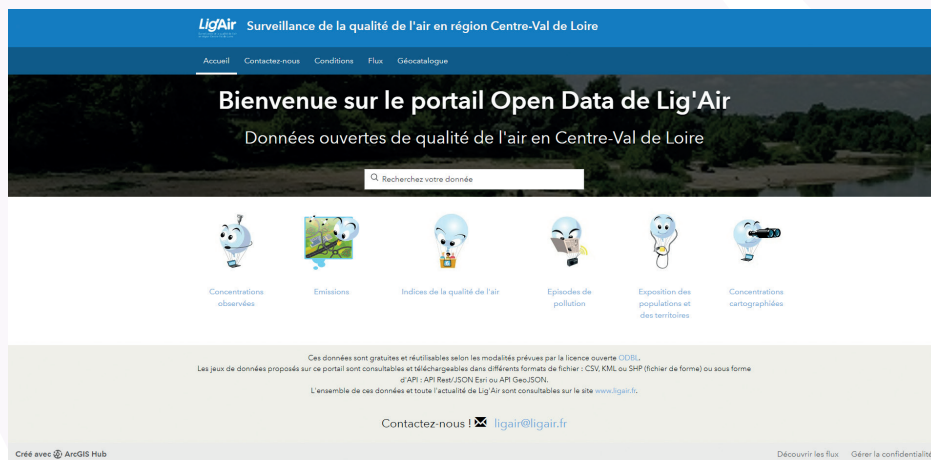 Lig'Air Surveillance de la qualité de l'air en région Centre-Val de Loire
Accueil Contactez-nous Conditions Flux Géocatalogue
Bienvenue sur le portail Open Data de Lig'Air
Données ouvertes de qualité de l'air en Centre-Val de Loire
Recherchez votre donnée
Concentrations observées
Emissions
Indices de la qualité de l'air
Episodes de pollution
Exposition des populations et des territoires
Concentrations cartographiées
Ces données sont gratuites et réutilisables selon les modalités prévues par la licence ouverte ODBL.
Les jeux de données proposés sur ce portail sont consultables et téléchargeables dans différents formats de fichier : CSV, KML ou SHP (fichier de forme) ou sous forme
d'API : API Rest/JSON Esri ou API GeoJSON.
L'ensemble de ces données et toute l'actualité de Lig'Air sont consultables sur le site www.ligair.fr.
Contactez-nous ! ligair@ligair.fr
Créé avec ArcGIS Hub Découvrir les flux Gérer la confidentialité